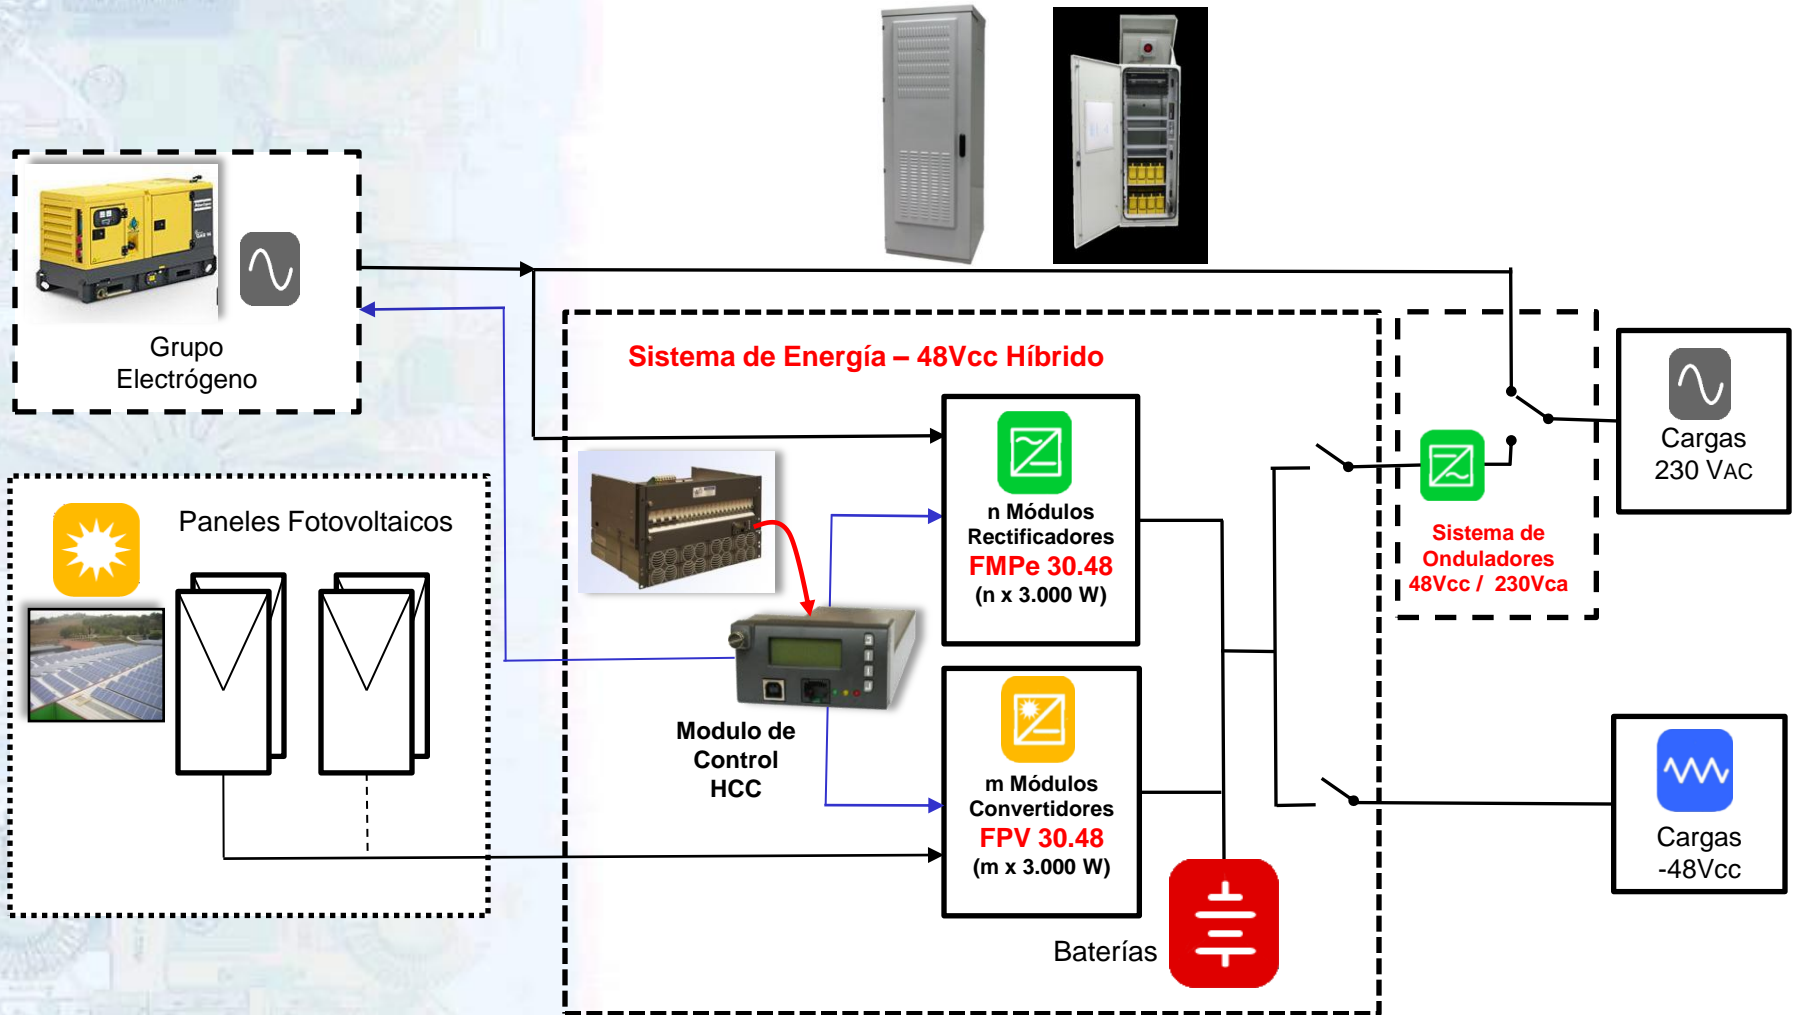 Grupo
Electrógeno
Sistema de Energía – 48Vcc Híbrido
Paneles Fotovoltaicos
n Módulos
Rectificadores
FMPe 30.48
(n x 3.000 W)
Modulo de
Control
HCC
m Módulos
Convertidores
FPV 30.48
(m x 3.000 W)
Baterías
Sistema de
Onduladores
48Vcc / 230Vca
Cargas
230 VAC
Cargas
-48Vcc